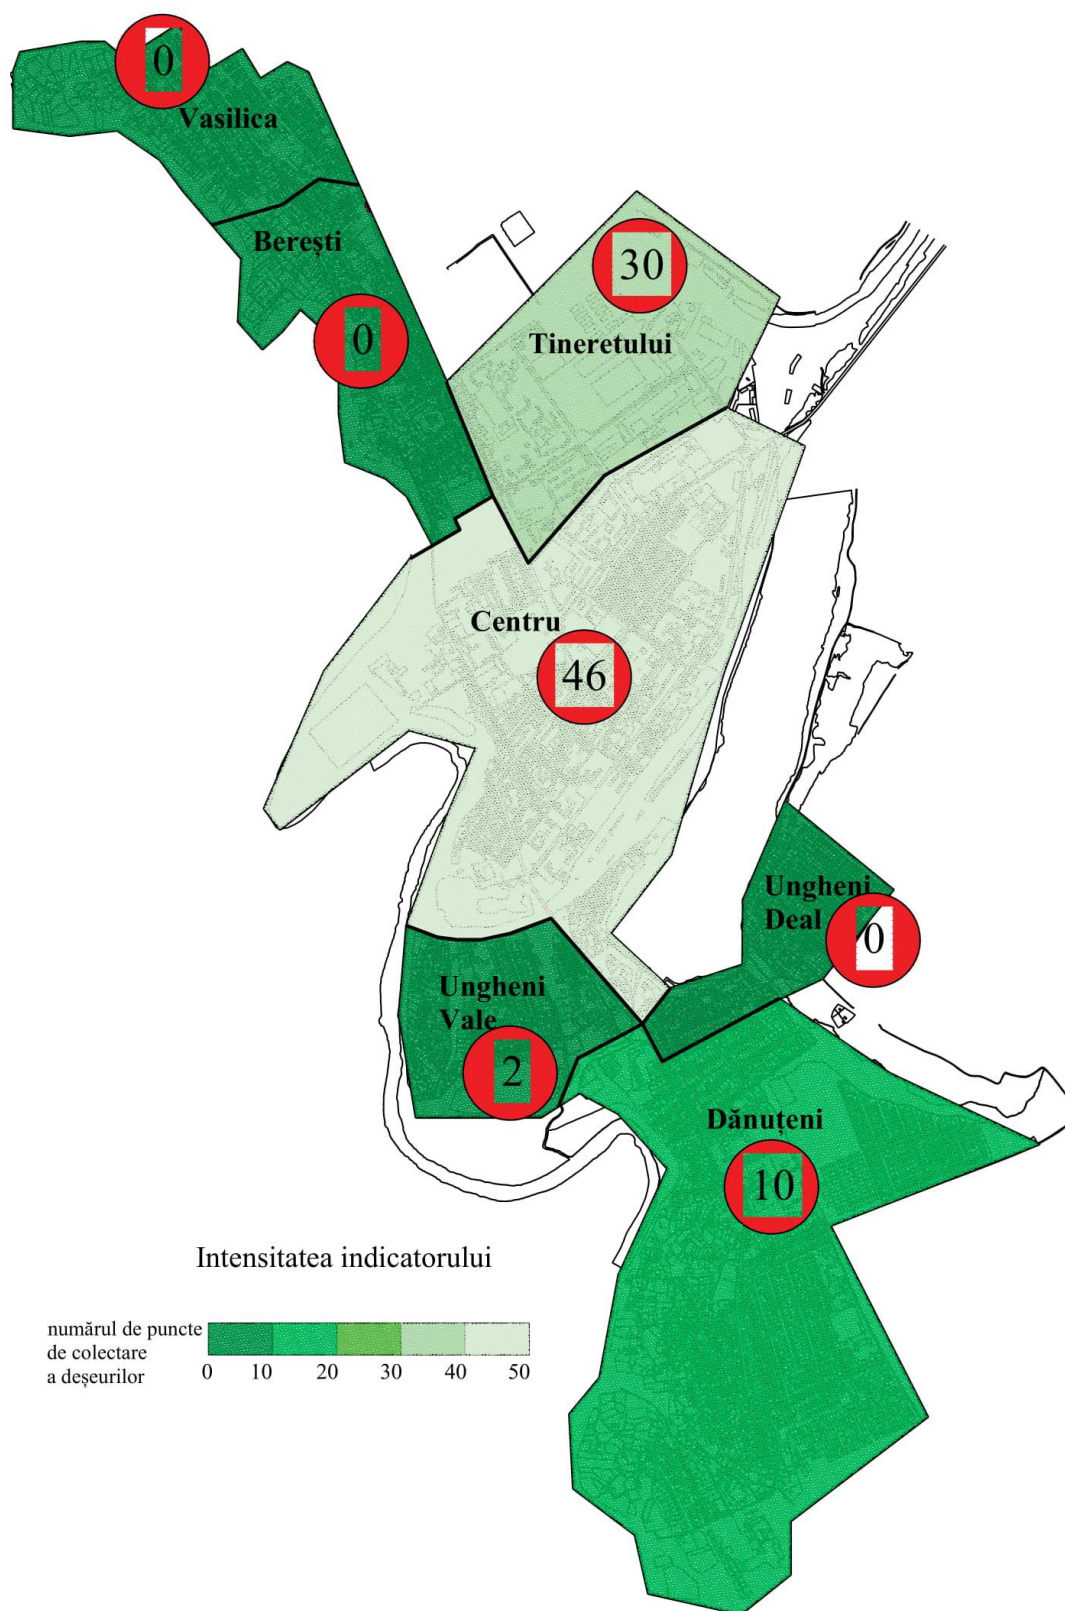 0
Vasilica
Berești
0
30
Tineretului
Centru
46
Ungheni
Deal
0
Ungheni
Vale
2
Dănuțeni
10
Intensitatea indicatorului
numărul de puncte
de colectare
a deșeurilor
0 10 20 30 40 50